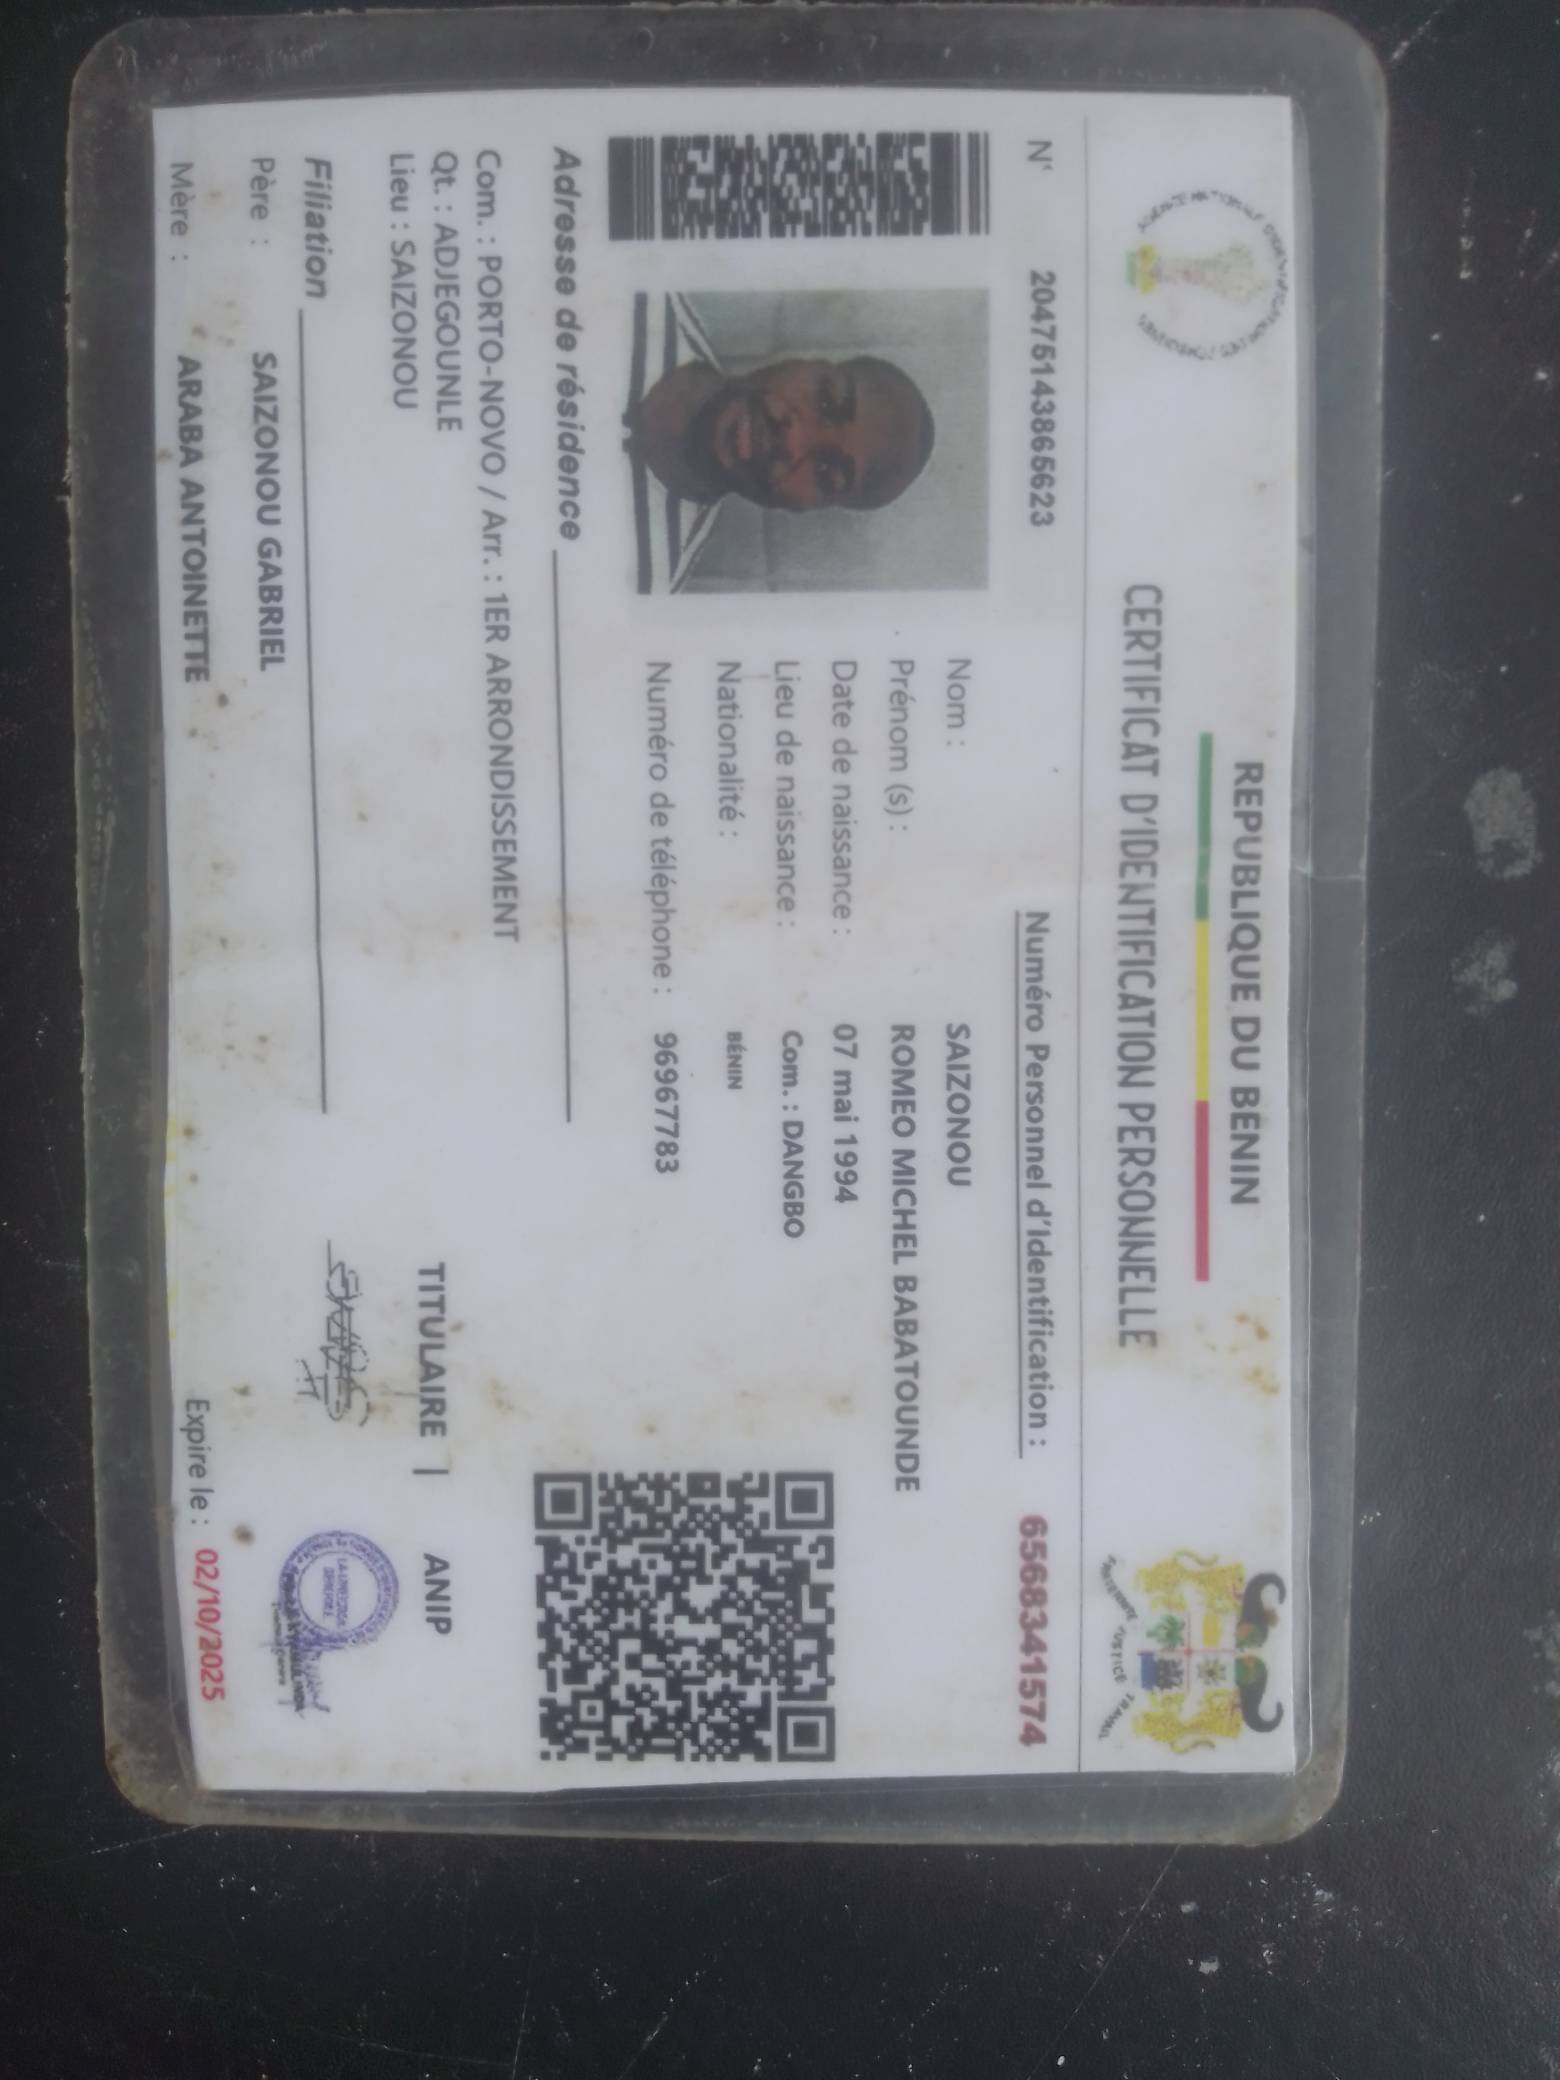 REPUBLIQUE DU BENIN
CERTIFICAT D'IDENTIFICATION PERSONNELLE
FRATERNITE JUSTICE TRAVAIL
N° 20475143865623
Numéro Personnel d'Identification : 6568341574
Nom : SAIZONOU
Prénom (s) : ROMEO MICHEL BABATOUNDE
Date de naissance : 07 mai 1994
Lieu de naissance : Com. : DANGBO
Nationalité : BÉNIN
Numéro de téléphone : 96967783
Adresse de résidence
Com. : PORTO-NOVO / Arr. : 1ER ARRONDISSEMENT
Qt. : ADJEGOUNLE
Lieu : SAIZONOU
TITULAIRE | ANIP
Filiation
Père : SAIZONOU GABRIEL
Mère : ARABA ANTOINETTE
Expire le : 02/10/2025